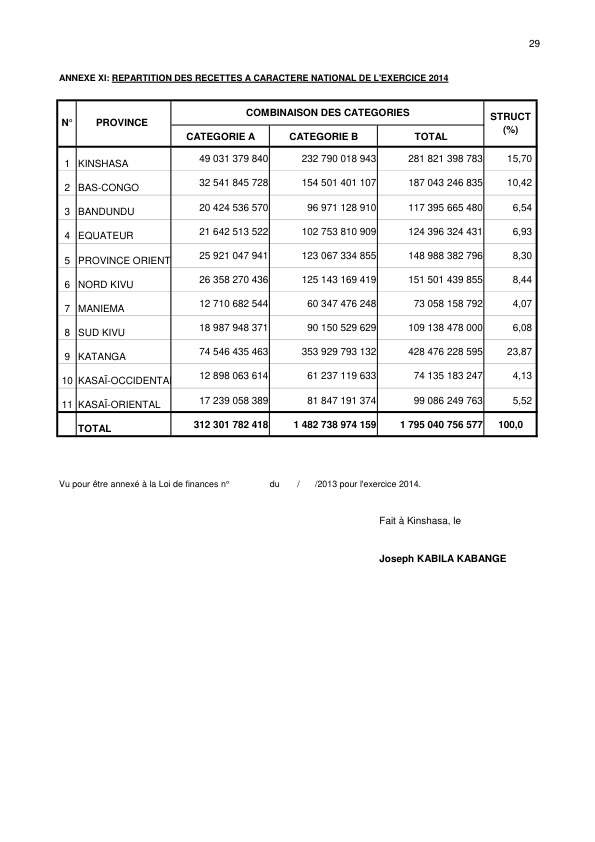 29
ANNEXE XI: REPARTITION DES RECETTES A CARACTERE NATIONAL DE L'EXERCICE 2014
N° PROVINCE COMBINAISON DES CATEGORIES STRUCT (%)
CATEGORIE A CATEGORIE B TOTAL
1 KINSHASA 49 031 379 840 232 790 018 943 281 821 398 783 15,70
2 BAS-CONGO 32 541 845 728 154 501 401 107 187 043 246 835 10,42
3 BANDUNDU 20 424 536 570 96 971 128 910 117 395 665 480 6,54
4 EQUATEUR 21 642 513 522 102 753 810 909 124 396 324 431 6,93
5 PROVINCE ORIENT 25 921 047 941 123 067 334 855 148 988 382 796 8,30
6 NORD KIVU 26 358 270 436 125 143 169 419 151 501 439 855 8,44
7 MANIEMA 12 710 682 544 60 347 476 248 73 058 158 792 4,07
8 SUD KIVU 18 987 948 371 90 150 529 629 109 138 478 000 6,08
9 KATANGA 74 546 435 463 353 929 793 132 428 476 228 595 23,87
10 KASAÏ-OCCIDENTAL 12 898 063 614 61 237 119 633 74 135 183 247 4,13
11 KASAÏ-ORIENTAL 17 239 058 389 81 847 191 374 99 086 249 763 5,52
TOTAL 312 301 782 418 1 482 738 974 159 1 795 040 756 577 100,0
Vu pour être annexé à la Loi de finances n° du / /2013 pour l'exercice 2014.
Fait à Kinshasa, le
Joseph KABILA KABANGE